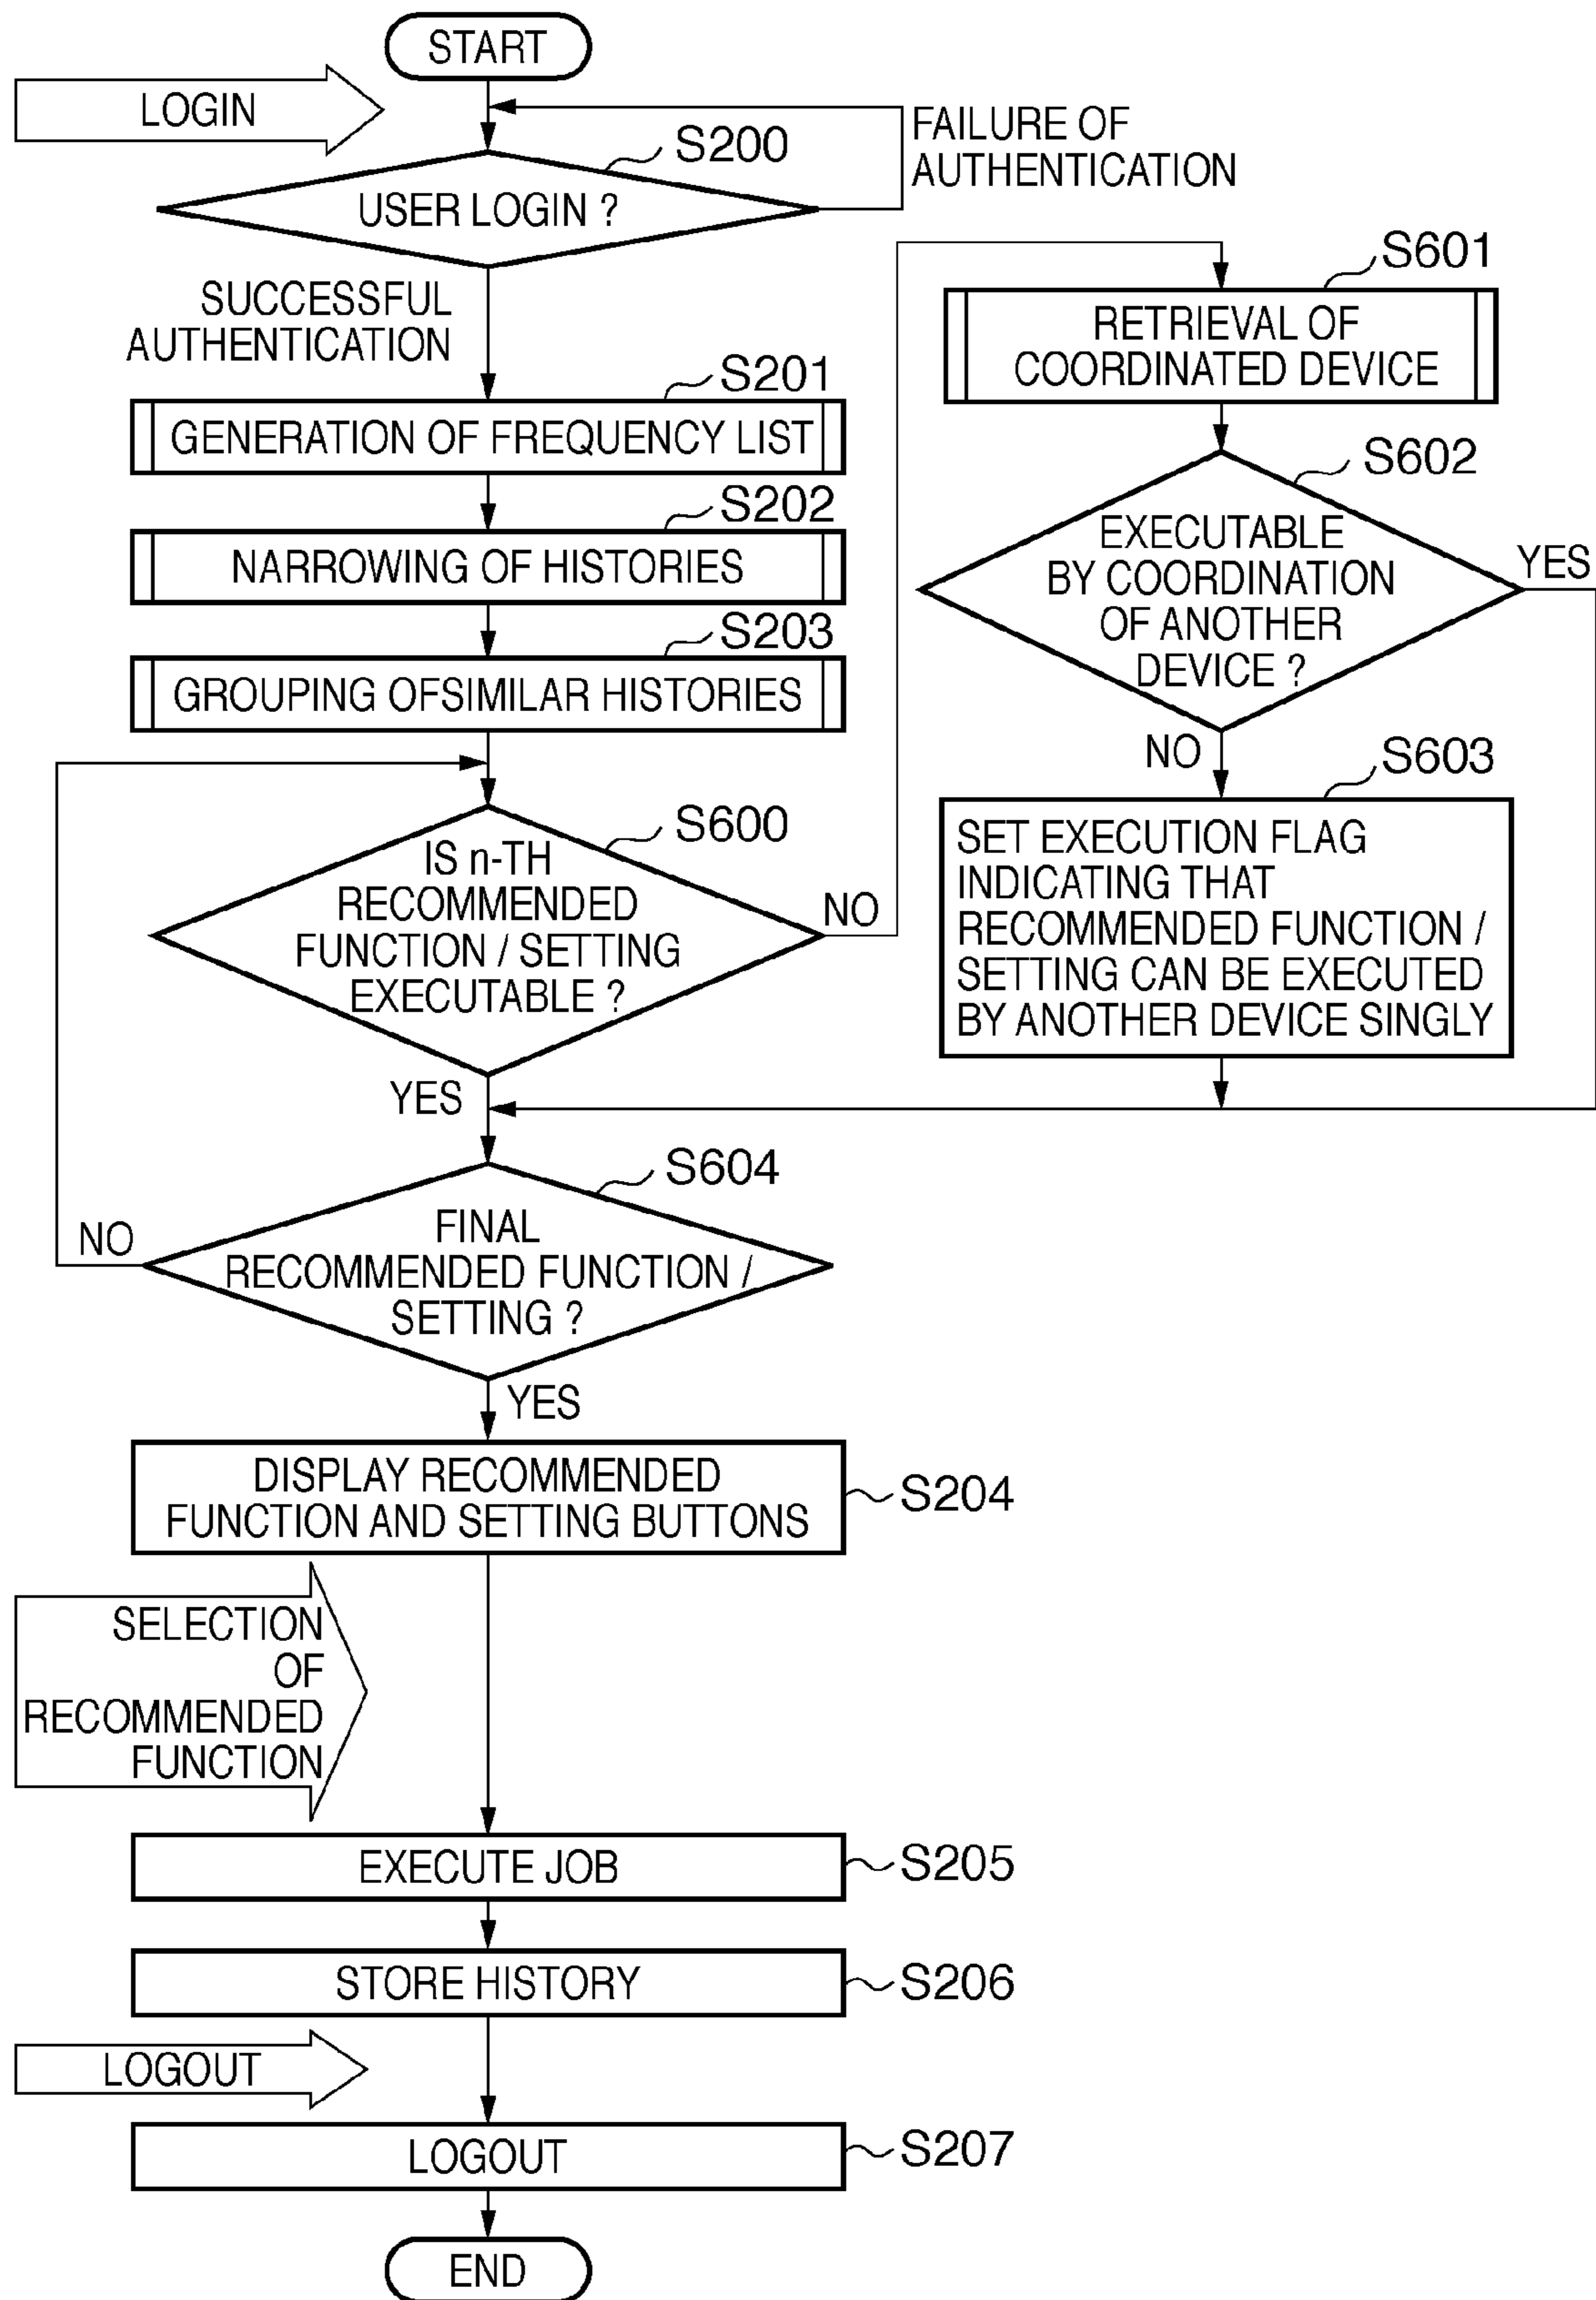 START
LOGIN
FAILURE OF
AUTHENTICATION
S200
USER LOGIN ?
SUCCESSFUL
AUTHENTICATION
S201
GENERATION OF FREQUENCY LIST
S202
NARROWING OF HISTORIES
S203
GROUPING OFSIMILAR HISTORIES
S600
IS n-TH
RECOMMENDED
FUNCTION / SETTING
EXECUTABLE ?
NO
YES
S601
RETRIEVAL OF
COORDINATED DEVICE
S602
EXECUTABLE
BY COORDINATION
OF ANOTHER
DEVICE ?
YES
NO
S603
SET EXECUTION FLAG
INDICATING THAT
RECOMMENDED FUNCTION /
SETTING CAN BE EXECUTED
BY ANOTHER DEVICE SINGLY
S604
FINAL
RECOMMENDED FUNCTION /
SETTING ?
NO
YES
DISPLAY RECOMMENDED
FUNCTION AND SETTING BUTTONS
S204
SELECTION
OF
RECOMMENDED
FUNCTION
EXECUTE JOB
S205
STORE HISTORY
S206
LOGOUT
LOGOUT
S207
END